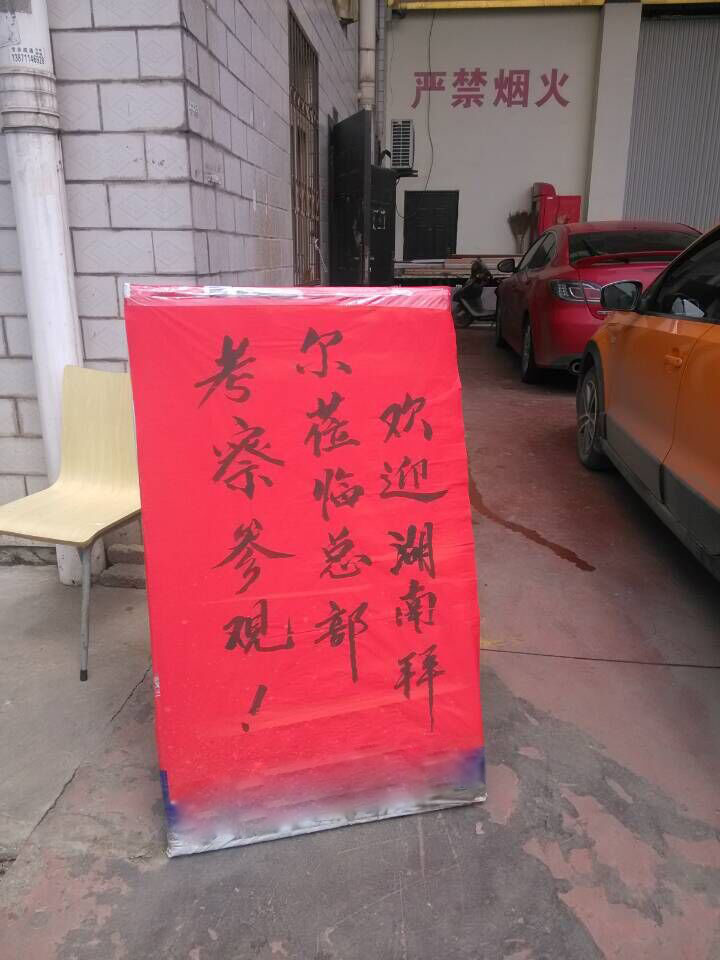 欢迎湖南拜
尔莅临总部
考察参观！
严禁烟火